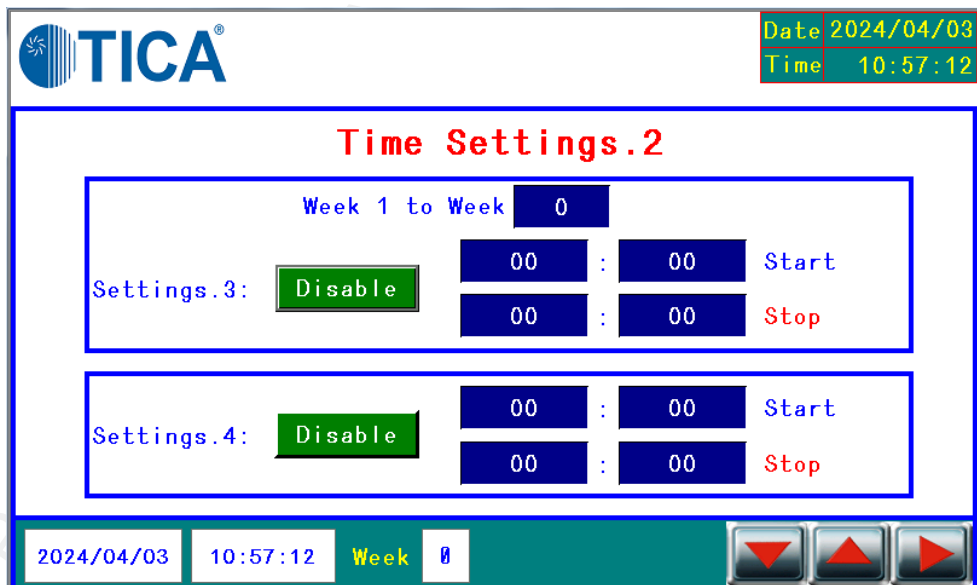 TICA®
Date 2024/04/03
Time 10:57:12
Time Settings.2
Week 1 to Week 0
Settings.3: Disable
00 : 00 Start
00 : 00 Stop
Settings.4: Disable
00 : 00 Start
00 : 00 Stop
2024/04/03 10:57:12 Week 0